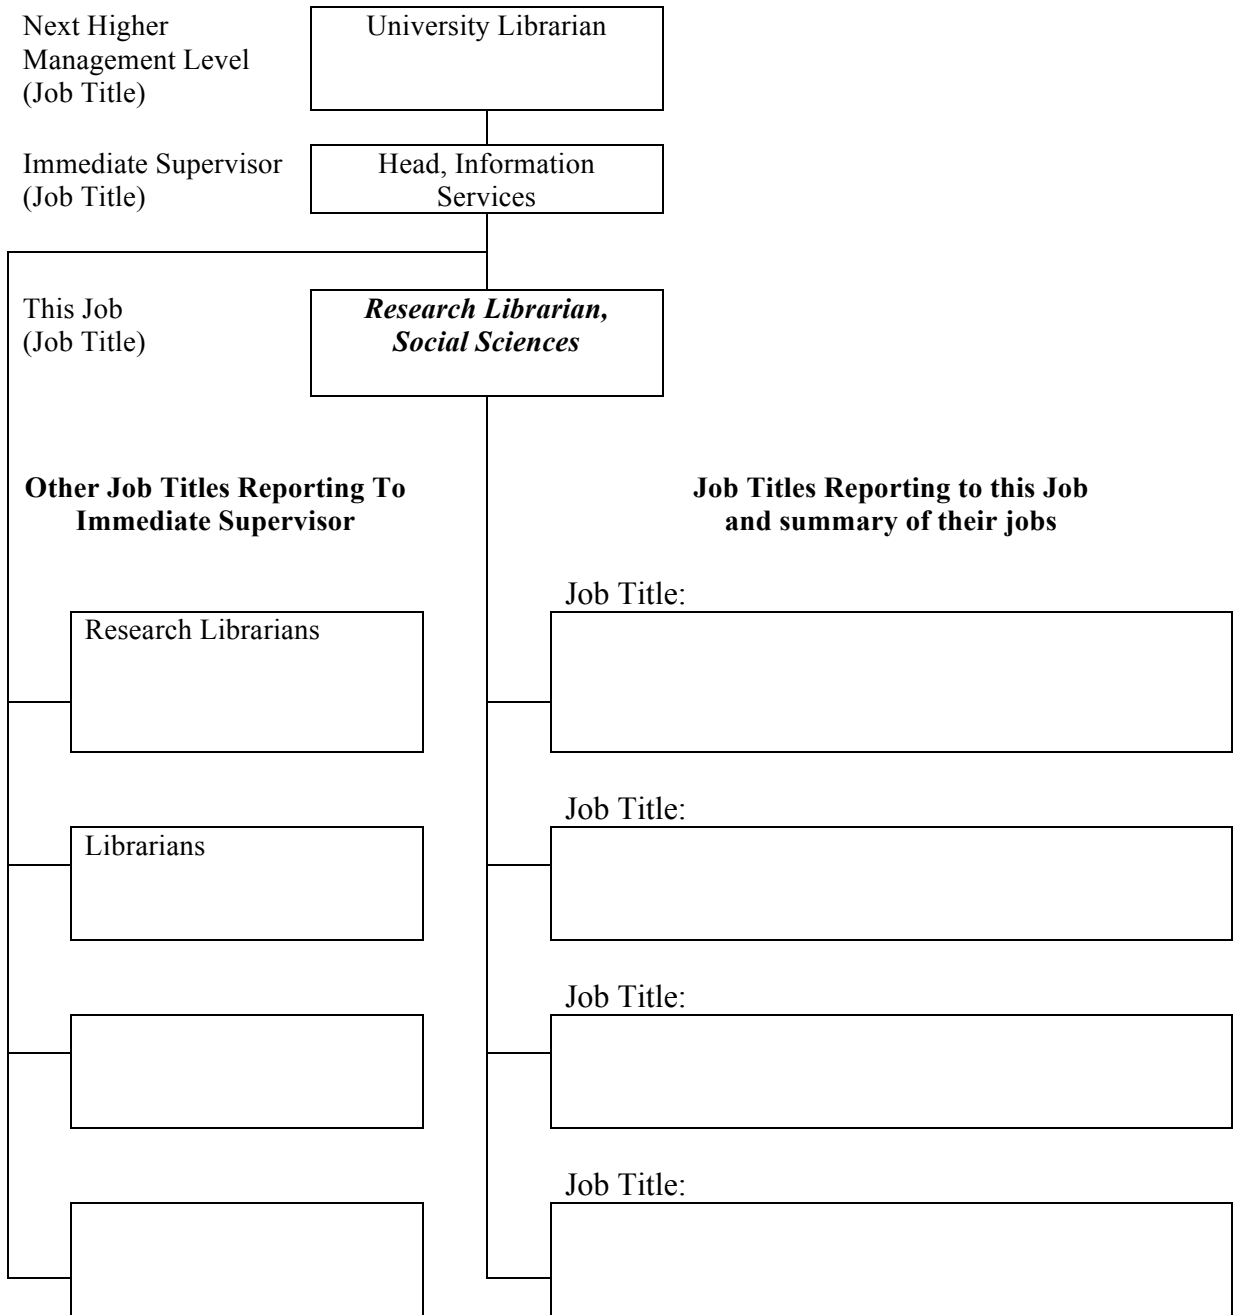 Next Higher
Management Level
(Job Title)
University Librarian
Immediate Supervisor
(Job Title)
Head, Information
Services
This Job
(Job Title)
Research Librarian,
Social Sciences
Other Job Titles Reporting To
Immediate Supervisor
Job Titles Reporting to this Job
and summary of their jobs
Job Title:
Research Librarians
Job Title:
Librarians
Job Title:
Job Title: